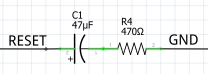 C1
47µF
R4
470Ω
RESET
GND
+